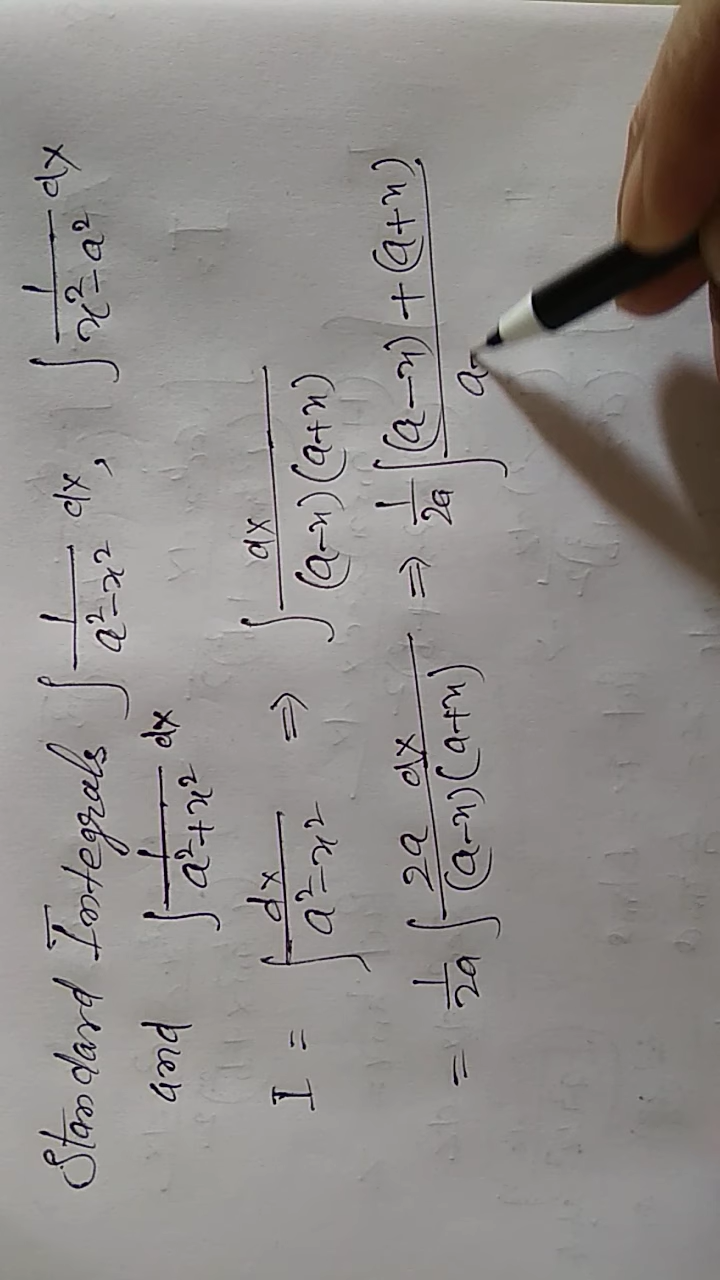 Standard Integrals ∫ 1/(a²-x²) dx, ∫ 1/(x²-a²) dx
and ∫ 1/(a²+x²) dx
I = ∫ dx/(a²-x²) ⇒ ∫ dx/((a-x)(a+x))
= 1/2a ∫ 2a dx/((a-x)(a+x)) ⇒ 1/2a ∫ ((a-x)+(a+x))/(a-